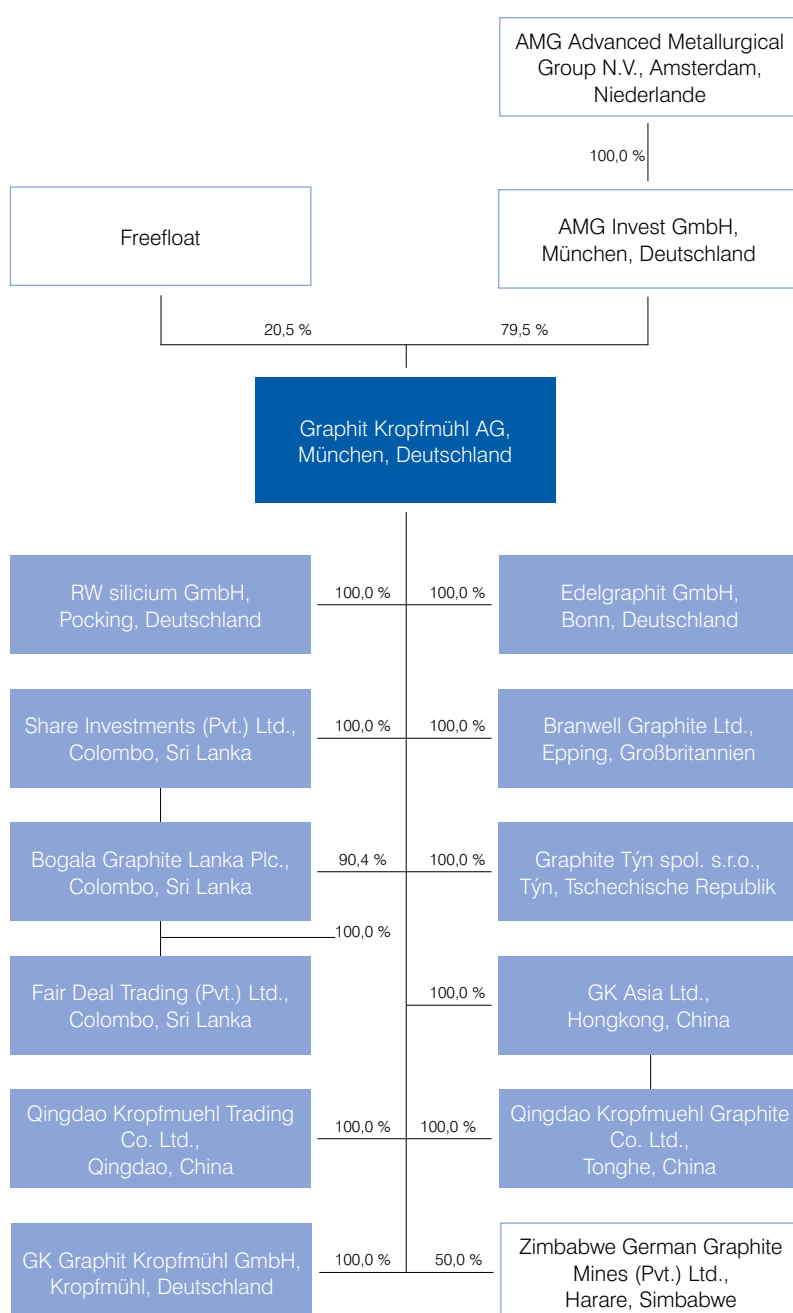 AMG Advanced Metallurgical
Group N.V., Amsterdam,
Niederlande
100,0 %
Freefloat
AMG Invest GmbH,
München, Deutschland
20,5 %
79,5 %
Graphit Kropfmühl AG,
München, Deutschland
RW silicium GmbH,
Pocking, Deutschland
100,0 %
100,0 %
Edelgraphit GmbH,
Bonn, Deutschland
Share Investments (Pvt.) Ltd.,
Colombo, Sri Lanka
100,0 %
100,0 %
Branwell Graphite Ltd.,
Epping, Großbritannien
Bogala Graphite Lanka Plc.,
Colombo, Sri Lanka
90,4 %
100,0 %
Graphite Týn spol. s.r.o.,
Týn, Tschechische Republik
100,0 %
Fair Deal Trading (Pvt.) Ltd.,
Colombo, Sri Lanka
100,0 %
GK Asia Ltd.,
Hongkong, China
Qingdao Kropfmuehl Trading
Co. Ltd.,
Qingdao, China
100,0 %
100,0 %
Qingdao Kropfmuehl Graphite
Co. Ltd.,
Tonghe, China
GK Graphit Kropfmühl GmbH,
Kropfmühl, Deutschland
100,0 %
50,0 %
Zimbabwe German Graphite
Mines (Pvt.) Ltd.,
Harare, Simbabwe